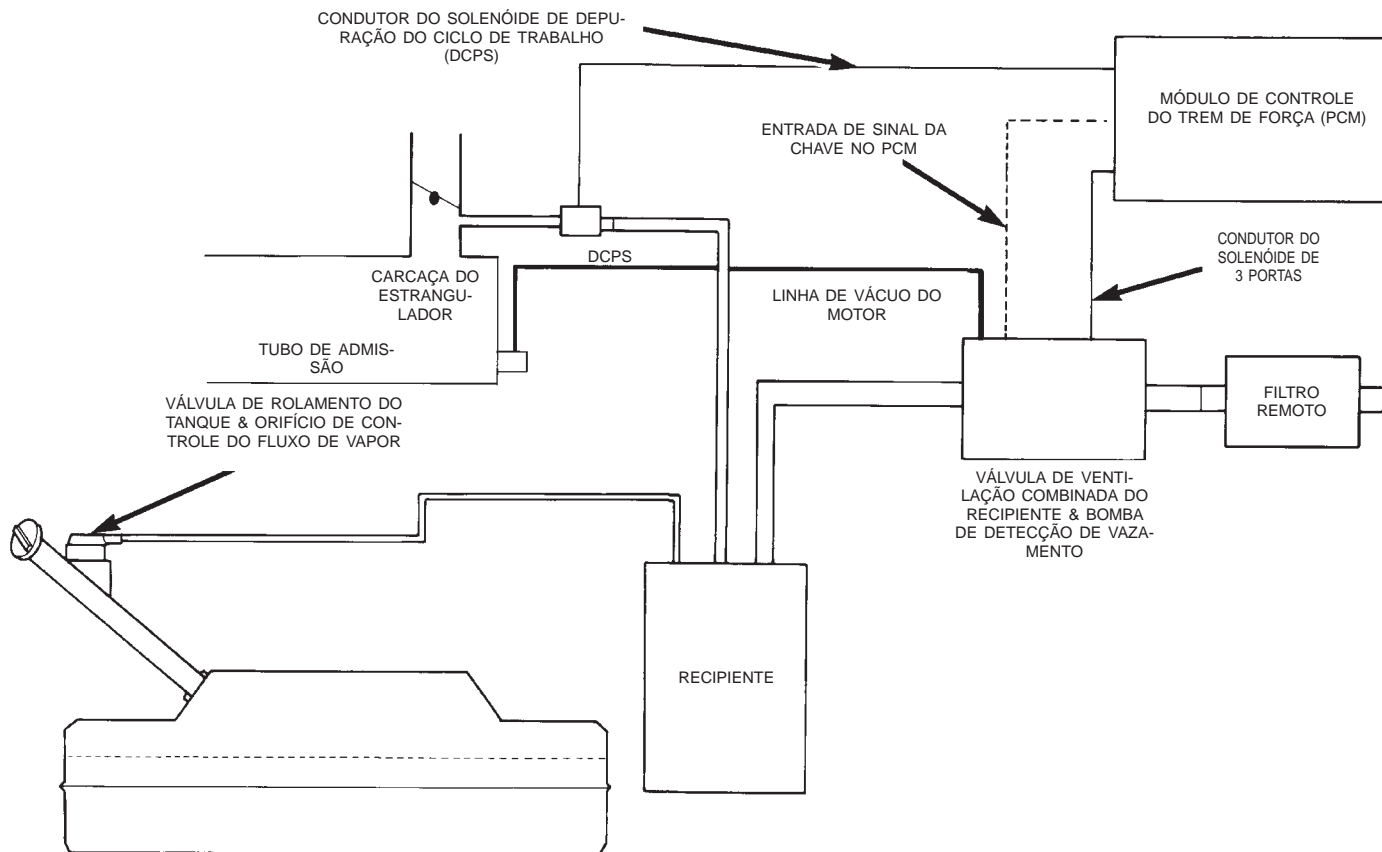 CONDUTOR DO SOLENÓIDE DE DEPU-
RAÇÃO DO CICLO DE TRABALHO
(DCPS)
MÓDULO DE CONTROLE
DO TREM DE FORÇA (PCM)
ENTRADA DE SINAL DA
CHAVE NO PCM
CONDUTOR DO
SOLENÓIDE DE
3 PORTAS
DCPS
CARCAÇA DO
ESTRANGU-
LADOR
LINHA DE VÁCUO DO
MOTOR
TUBO DE ADMIS-
SÃO
FILTRO
REMOTO
VÁLVULA DE ROLAMENTO DO
TANQUE & ORIFÍCIO DE CON-
TROLE DO FLUXO DE VAPOR
VÁLVULA DE VENTI-
LAÇÃO COMBINADA DO
RECIPIENTE & BOMBA
DE DETECÇÃO DE VAZA-
MENTO
RECIPIENTE